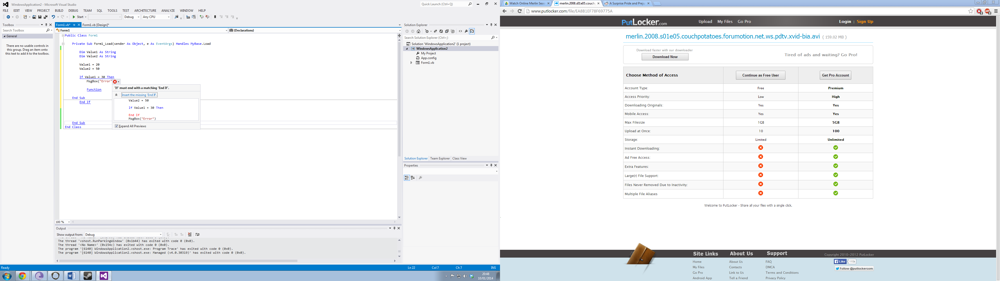 WindowsApplication2 - Microsoft Visual Studio
Quick Launch (Ctrl+Q)
FILE EDIT VIEW PROJECT BUILD DEBUG TEAM SQL TOOLS TEST ARCHITECTURE ANALYZE WINDOW HELP
Start Debug Any CPU
Toolbox
Search Toolbox
General
There are no usable controls in
this group. Drag an item onto
this text to add it to the toolbox.
Form1.vb* Form1.vb [Design]*
Form1 (Declarations)
Public Class Form1
Private Sub Form1_Load(sender As Object, e As EventArgs) Handles MyBase.Load
Dim Value1 As String
Dim Value2 As String
Value1 = 20
Value2 = 50
If Value1 = 30 Then
MsgBox("Error"
Function
End Sub
End If
End Sub
End Class
'If' must end with a matching 'End If'.
Insert the missing 'End If'.
Value2 = 50
If Value1 = 30 Then
End If
MsgBox("Error")
Expand All Previews
100 %
Output
Show output from: Debug
The thread 'vshost.RunParkingWindow' (0x1b44) has exited with code 0 (0x0).
The thread '<No Name>' (0x154c) has exited with code 0 (0x0).
The program '[6140] WindowsApplication2.vshost.exe: Program Trace' has exited with code 0 (0x0).
The program '[6140] WindowsApplication2.vshost.exe: Managed (v4.0.30319)' has exited with code 0 (0x0).
Solution Explorer
Search Solution Explorer (Ctrl+;)
Solution 'WindowsApplication2' (1 project)
WindowsApplication2
My Project
App.config
Form1.vb
Solution Explorer Team Explorer Class View
Properties
Ready Ln 22 Col 7 Ch 7 INS
20:48
10/01/2014
Watch Online Merlin Seas merlin.2008.s01e05.couch A Surprise Pride and Preju
www.putlocker.com/file/EA8B1EF78F69775A
PutLocker.com
Upload My Files Go Pro
Login | Sign Up
merlin.2008.s01e05.couchpotatoes.forumotion.net.ws.pdtv.xvid-bia.avi ( 159.02 MB )
Download faster with our downloader
Download Now
Tired of ads and waiting? Go Pro!
Choose Method of Access Continue as Free User Get Pro Account
Account Type: Free Premium
Access Priority: Low High
Downloading Originals: Yes Yes
Mobile Access: Yes Yes
Max Filesize 1GB 5GB
Upload at Once: 10 100
Storage: Limited Unlimited
Instant Downloading:
Ad Free Access:
Extra Features:
Large(r) File Support:
Files Never Removed Due to Inactivity:
Multiple File Aliases
Welcome to PutLocker - Share all your files with a single click.
Site Links About Us Support
Copyright 2010-2012 PutLocker
Home About Us FAQ
My Files Contacts DMCA
Go Pro Link to Us Terms and Conditions
Android App Tell a Friend Privacy Policy
Like 115k
Follow @putlockercom